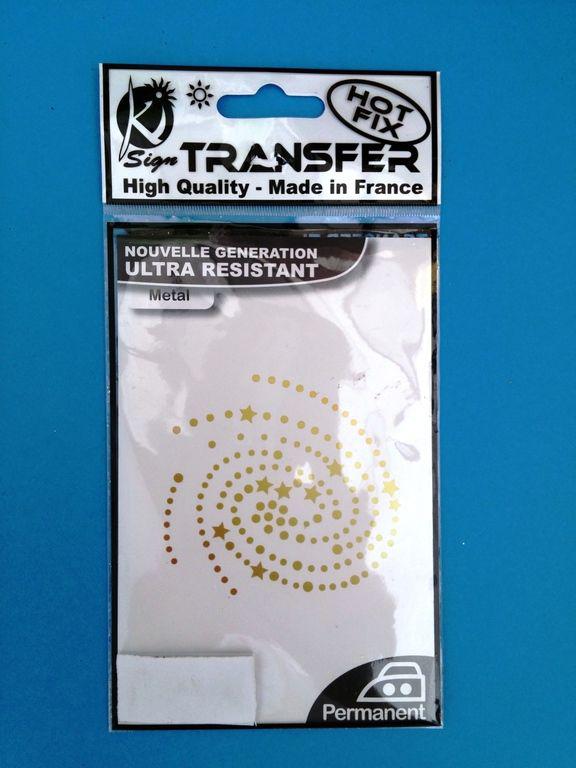 K
Sign TRANSFER
HOT
FIX
High Quality - Made in France
NOUVELLE GENERATION
ULTRA RESISTANT
Metal
Permanent